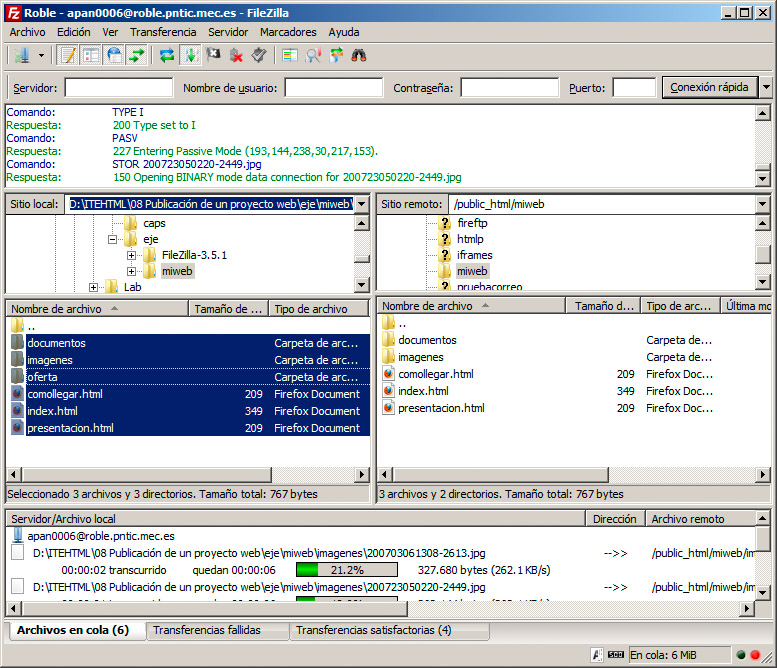 Roble - apan0006@roble.pntic.mec.es - FileZilla
Archivo Edición Ver Transferencia Servidor Marcadores Ayuda
Servidor: Nombre de usuario: Contraseña: Puerto: Conexión rápida
Comando: TYPE I
Respuesta: 200 Type set to I
Comando: PASV
Respuesta: 227 Entering Passive Mode (193,144,238,30,217,153).
Comando: STOR 200723050220-2449.jpg
Respuesta: 150 Opening BINARY mode data connection for 200723050220-2449.jpg
Sitio local: D:\ITEHTML\08 Publicación de un proyecto web\eje\miweb\
caps
eje
FileZilla-3.5.1
miweb
Lab
Sitio remoto: /public_html/miweb
fireftp
htmlp
iframes
miweb
pruebacorreo
Nombre de archivo Tamaño de ... Tipo de archivo
..
documentos Carpeta de arc...
imagenes Carpeta de arc...
oferta Carpeta de arc...
comollegar.html 209 Firefox Document
index.html 349 Firefox Document
presentacion.html 209 Firefox Document
Seleccionado 3 archivos y 3 directorios. Tamaño total: 767 bytes
Nombre de archivo Tamaño d... Tipo de arc... Última mo
..
documentos Carpeta de...
imagenes Carpeta de...
comollegar.html 209 Firefox Doc...
index.html 349 Firefox Doc...
presentacion.html 209 Firefox Doc...
3 archivos y 2 directorios. Tamaño total: 767 bytes
Servidor/Archivo local Dirección Archivo remoto
apan0006@roble.pntic.mec.es
D:\ITEHTML\08 Publicación de un proyecto web\eje\miweb\imagenes\200703061308-2613.jpg -->> /public_html/miweb/im
00:00:02 transcurrido quedan 00:00:06 21.2% 327.680 bytes (262.1 KB/s)
D:\ITEHTML\08 Publicación de un proyecto web\eje\miweb\imagenes\200723050220-2449.jpg -->> /public_html/miweb/im
Archivos en cola (6) Transferencias fallidas Transferencias satisfactorias (4)
En cola: 6 MiB